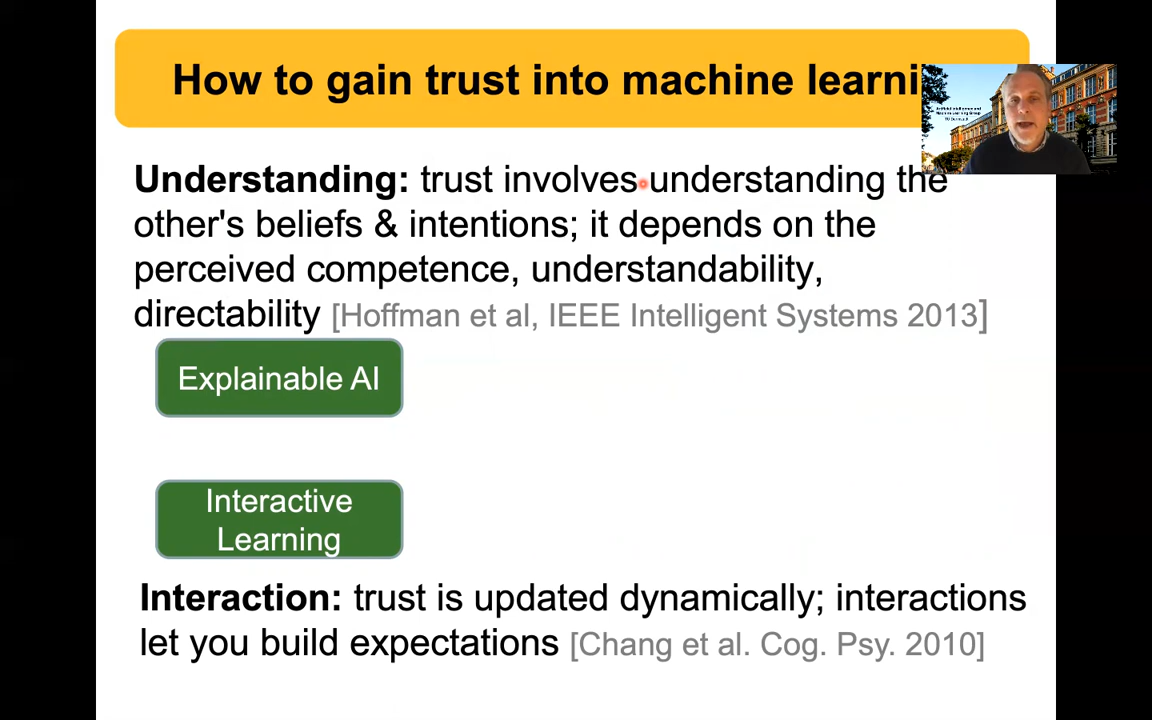 How to gain trust into machine learni
Understanding: trust involves understanding the
other's beliefs & intentions; it depends on the
perceived competence, understandability,
directability [Hoffman et al, IEEE Intelligent Systems 2013]
Explainable AI
Interactive
Learning
Interaction: trust is updated dynamically; interactions
let you build expectations [Chang et al. Cog. Psy. 2010]